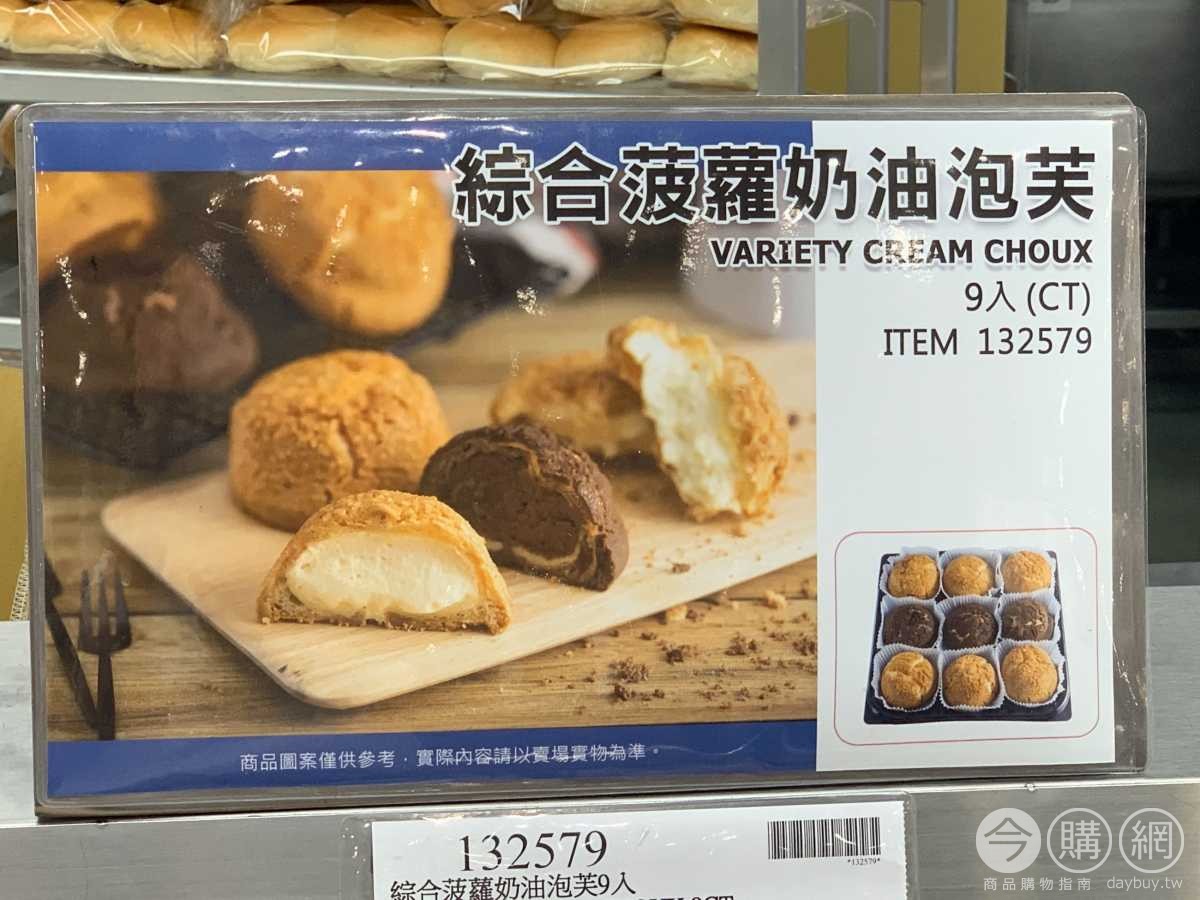 綜合菠蘿奶油泡芙
VARIETY CREAM CHOUX
9入 (CT)
ITEM 132579
商品圖案僅供參考，實際內容請以賣場實物為準。
132579
*132579*
綜合菠蘿奶油泡芙9入
今購網
商品購物指南 daybuy.tw